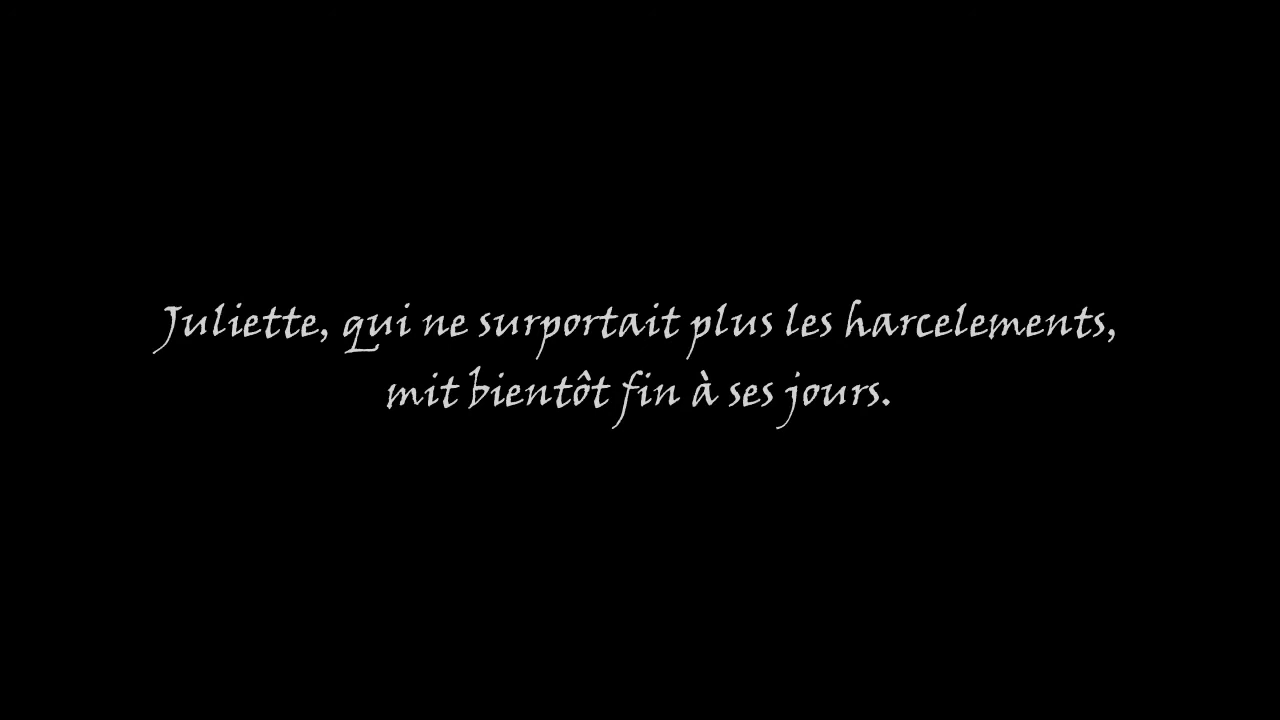 Juliette, qui ne surportait plus les harcelements,
mit bientôt fin à ses jours.